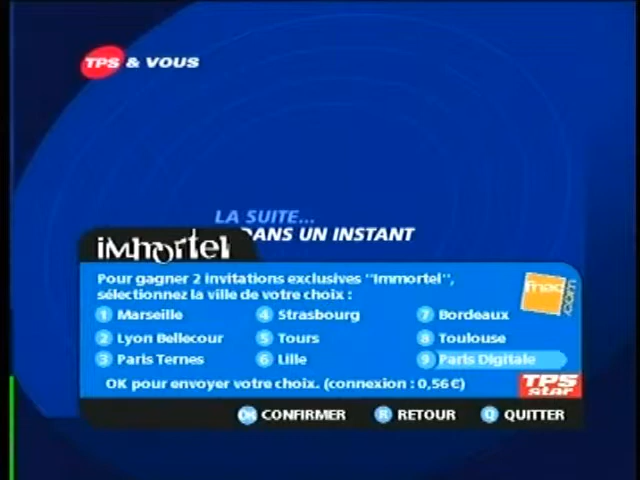 TPS & VOUS
LA SUITE...
DANS UN INSTANT
iMmortel
Pour gagner 2 invitations exclusives "Immortel",
sélectionnez la ville de votre choix :
fnac.com
1 Marseille
4 Strasbourg
7 Bordeaux
2 Lyon Bellecour
5 Tours
8 Toulouse
3 Paris Ternes
6 Lille
9 Paris Digitale
OK pour envoyer votre choix. (connexion : 0,56€)
TPS
star
OK CONFIRMER
R RETOUR
Q QUITTER